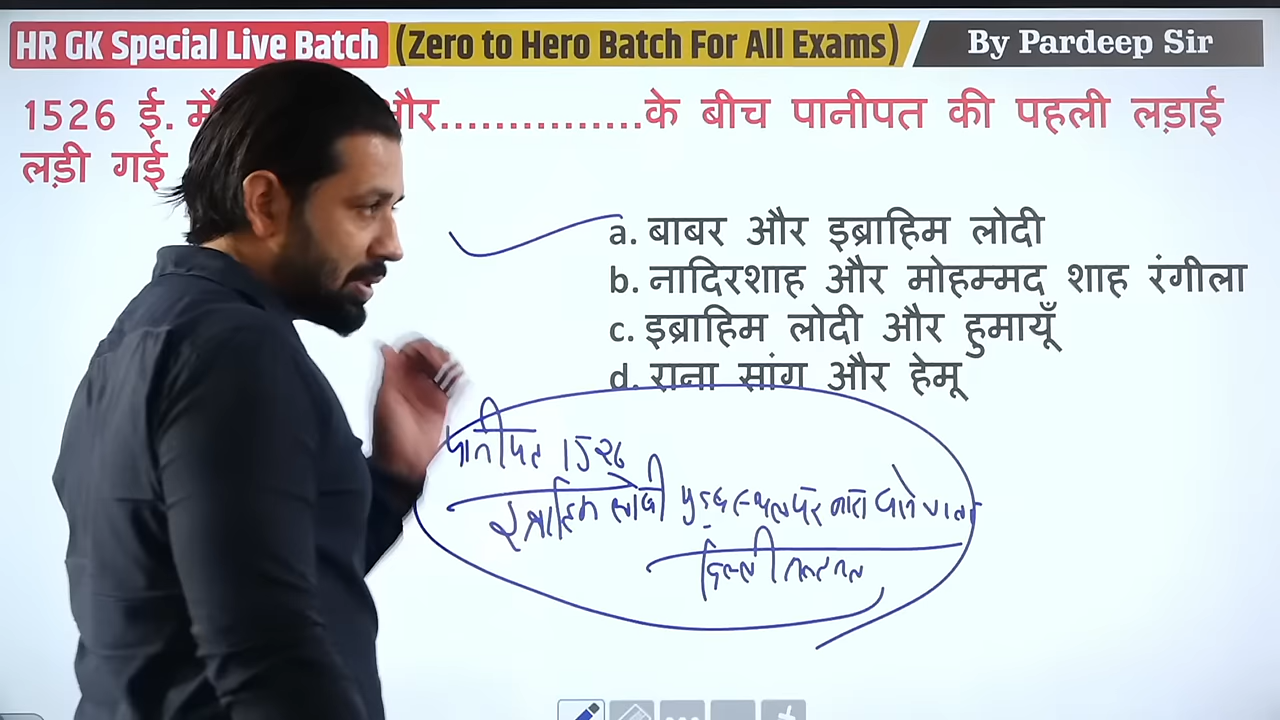 HR GK Special Live Batch (Zero to Hero Batch For All Exams) By Pardeep Sir
1526 ई. में और...............के बीच पानीपत की पहली लड़ाई
लड़ी गई
a. बाबर और इब्राहिम लोदी
b. नादिरशाह और मोहम्मद शाह रंगीला
c. इब्राहिम लोदी और हुमायूँ
d. राना सांग और हेमू
पानीपत 1526
इब्राहिम लोदी
दिल्ली सल्तनत